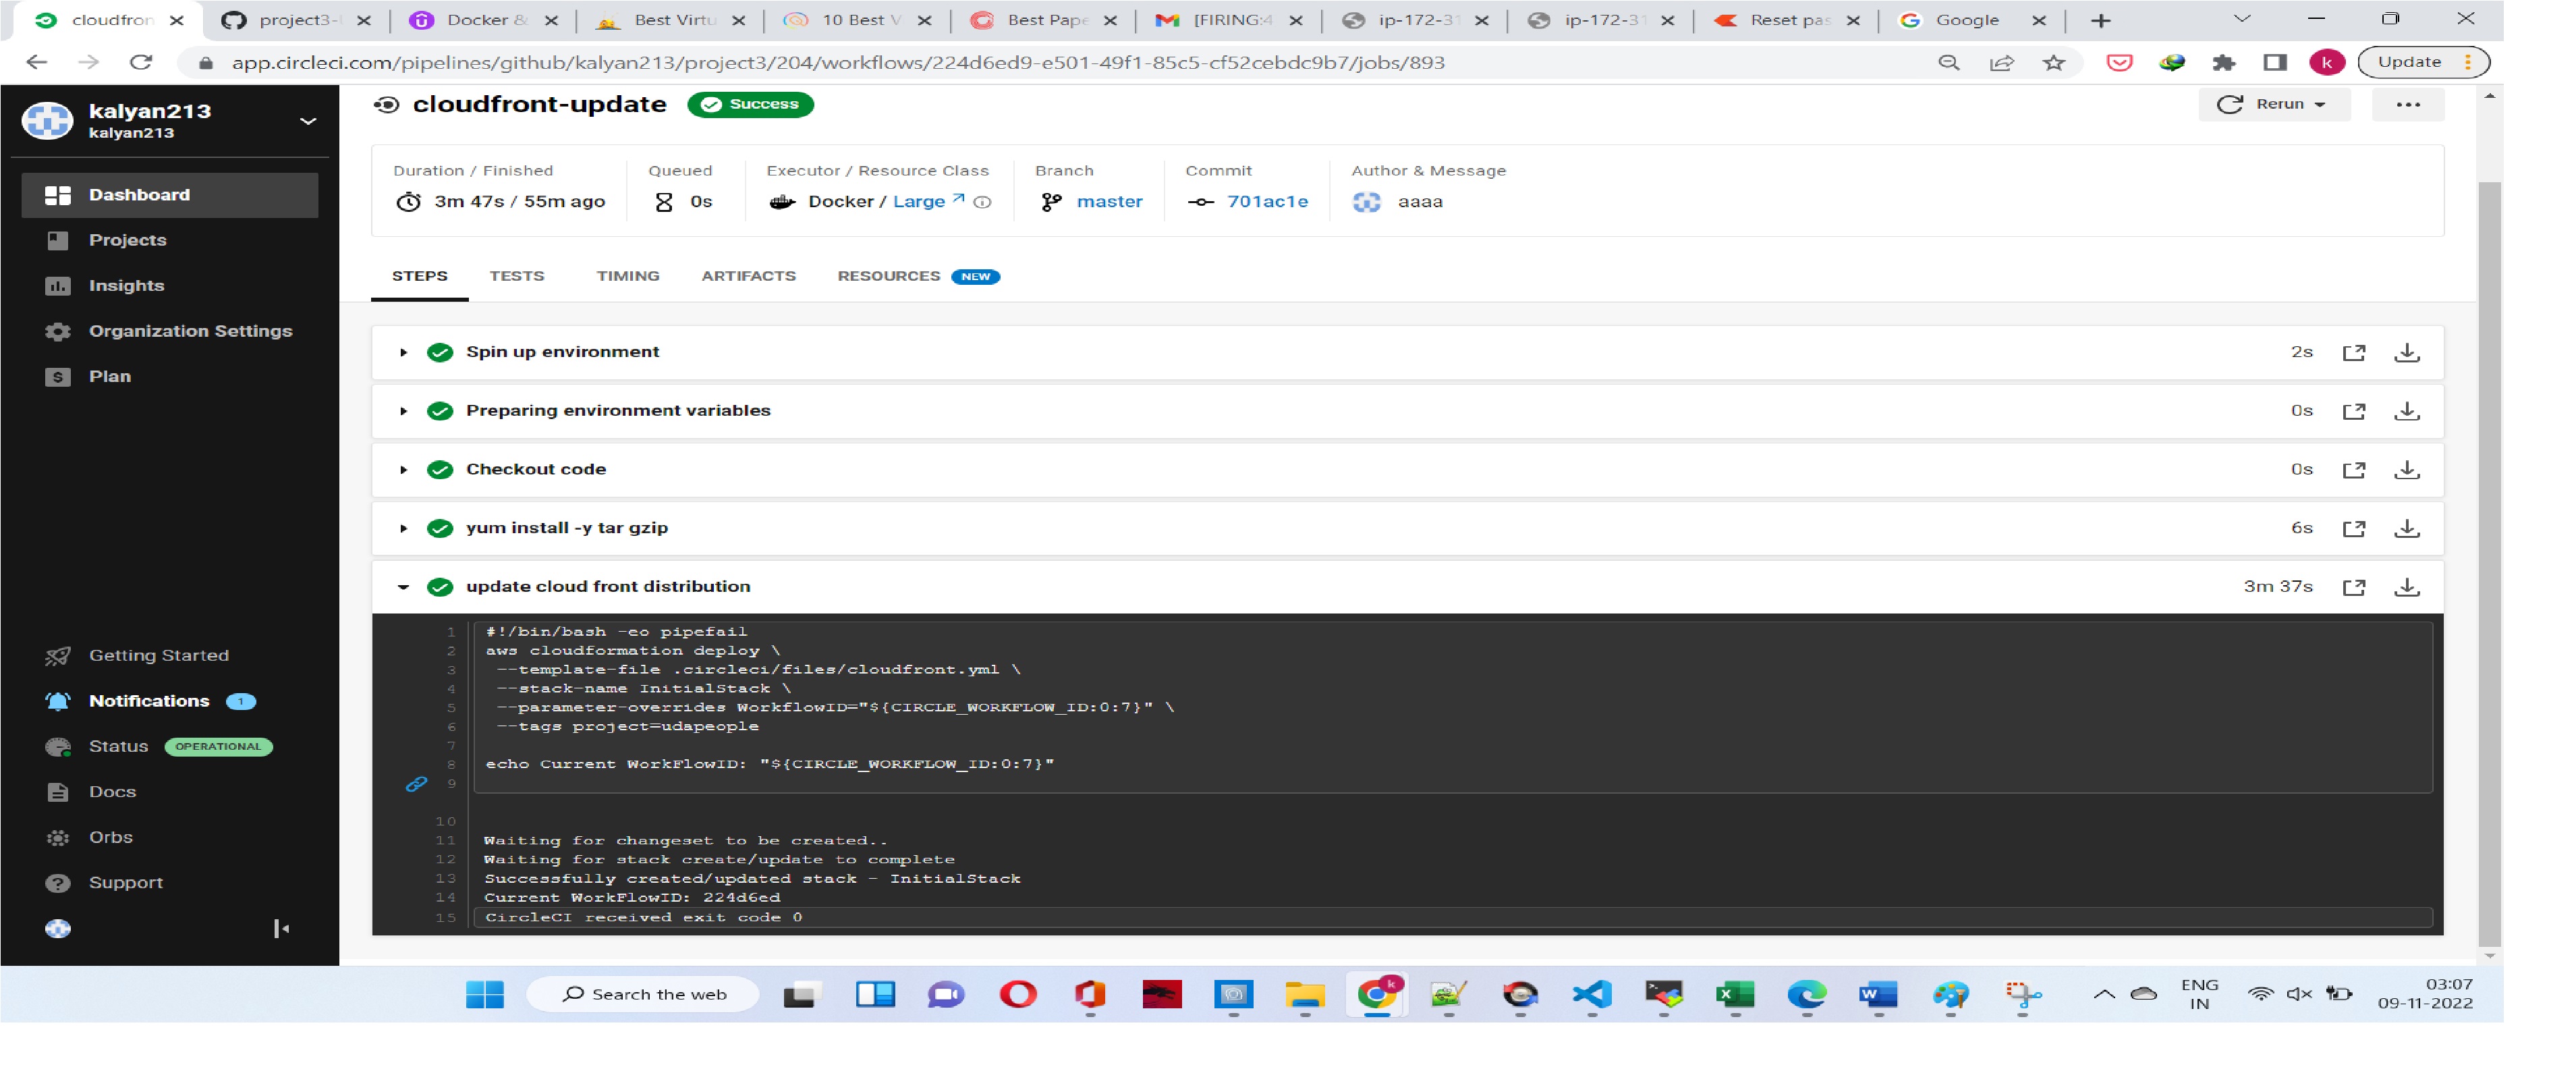 cloudfron
project3-
Docker &
Best Virtu
10 Best V
Best Pape
[FIRING:4
ip-172-31
ip-172-31
Reset pas
Google
app.circleci.com/pipelines/github/kalyan213/project3/204/workflows/224d6ed9-e501-49f1-85c5-cf52cebdc9b7/jobs/893
k
Update
kalyan213
kalyan213
Dashboard
Projects
Insights
Organization Settings
Plan
Getting Started
Notifications 1
Status OPERATIONAL
Docs
Orbs
Support
cloudfront-update Success
Rerun
Duration / Finished
3m 47s / 55m ago
Queued
0s
Executor / Resource Class
Docker / Large
Branch
master
Commit
701ac1e
Author & Message
aaaa
STEPS TESTS TIMING ARTIFACTS RESOURCES NEW
Spin up environment 2s
Preparing environment variables 0s
Checkout code 0s
yum install -y tar gzip 6s
update cloud front distribution 3m 37s
1 #!/bin/bash -eo pipefail
2 aws cloudformation deploy \
3 --template-file .circleci/files/cloudfront.yml \
4 --stack-name InitialStack \
5 --parameter-overrides WorkflowID="${CIRCLE_WORKFLOW_ID:0:7}" \
6 --tags project=udapeople
7
8 echo Current WorkFlowID: "${CIRCLE_WORKFLOW_ID:0:7}"
9
10
11 Waiting for changeset to be created..
12 Waiting for stack create/update to complete
13 Successfully created/updated stack - InitialStack
14 Current WorkFlowID: 224d6ed
15 CircleCI received exit code 0
Search the web
ENG
IN
03:07
09-11-2022